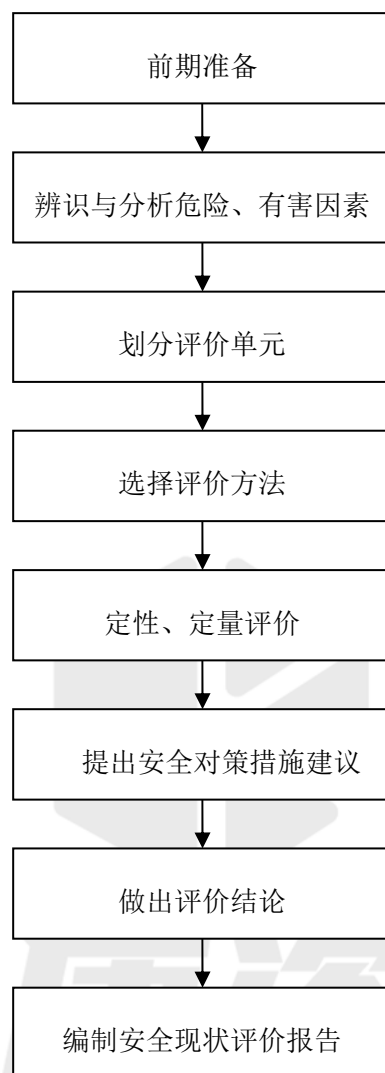 前期准备
辨识与分析危险、有害因素
划分评价单元
选择评价方法
定性、定量评价
提出安全对策措施建议
做出评价结论
编制安全现状评价报告